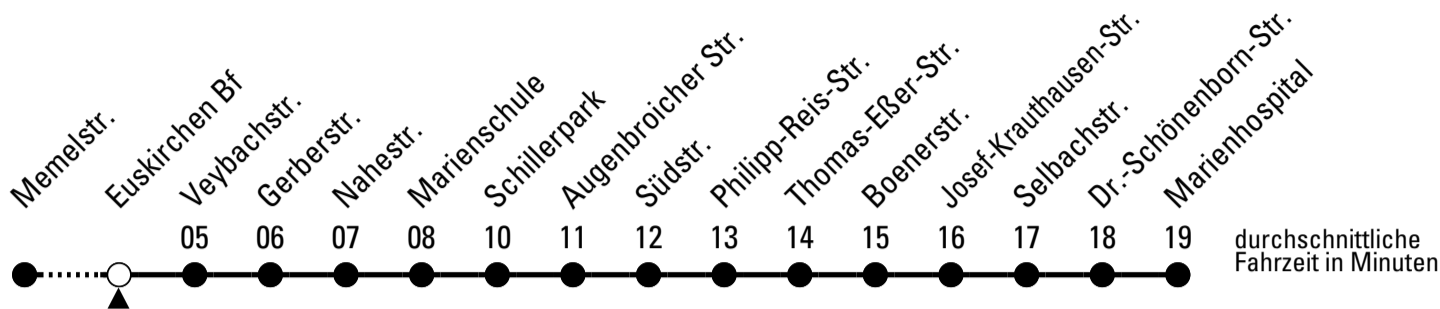 Memelstr.
Euskirchen Bf
Veybachstr.
Gerberstr.
Nahestr.
Marienschule
Schillerpark
Augenbroicher Str.
Südstr.
Philipp-Reis-Str.
Thomas-Eßer-Str.
Boenerstr.
Josef-Krauthausen-Str.
Selbachstr.
Dr.-Schönenborn-Str.
Marienhospital
05 06 07 08 10 11 12 13 14 15 16 17 18 19
durchschnittliche
Fahrzeit in Minuten